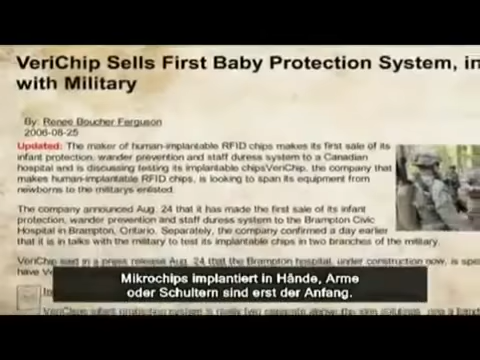 VeriChip Sells First Baby Protection System, in
with Military
By: Renee Boucher Ferguson
2006-08-25
Updated: The maker of human-implantable RFID chips makes its first sale of its
infant protection, wander prevention and staff duress system to a Canadian
hospital and is discussing testing its implantable chipsVeriChip, the company that
makes human-implantable RFID chips, is looking to span its equipment from
newborns to the militarys enlisted.
The company announced Aug. 24 that it has made the first sale of its infant
protection, wander prevention and staff duress system to the Brampton Civic
Hospital in Brampton, Ontario. Separately, the company confirmed a day earlier
that it is in talks with the military to test its implantable chips in two branches of the military.
VeriChip said in a press release Aug. 24 that the Brampton hospital, under construction now, is
have
Mikrochips implantiert in Hände, Arme
oder Schultern sind erst der Anfang.